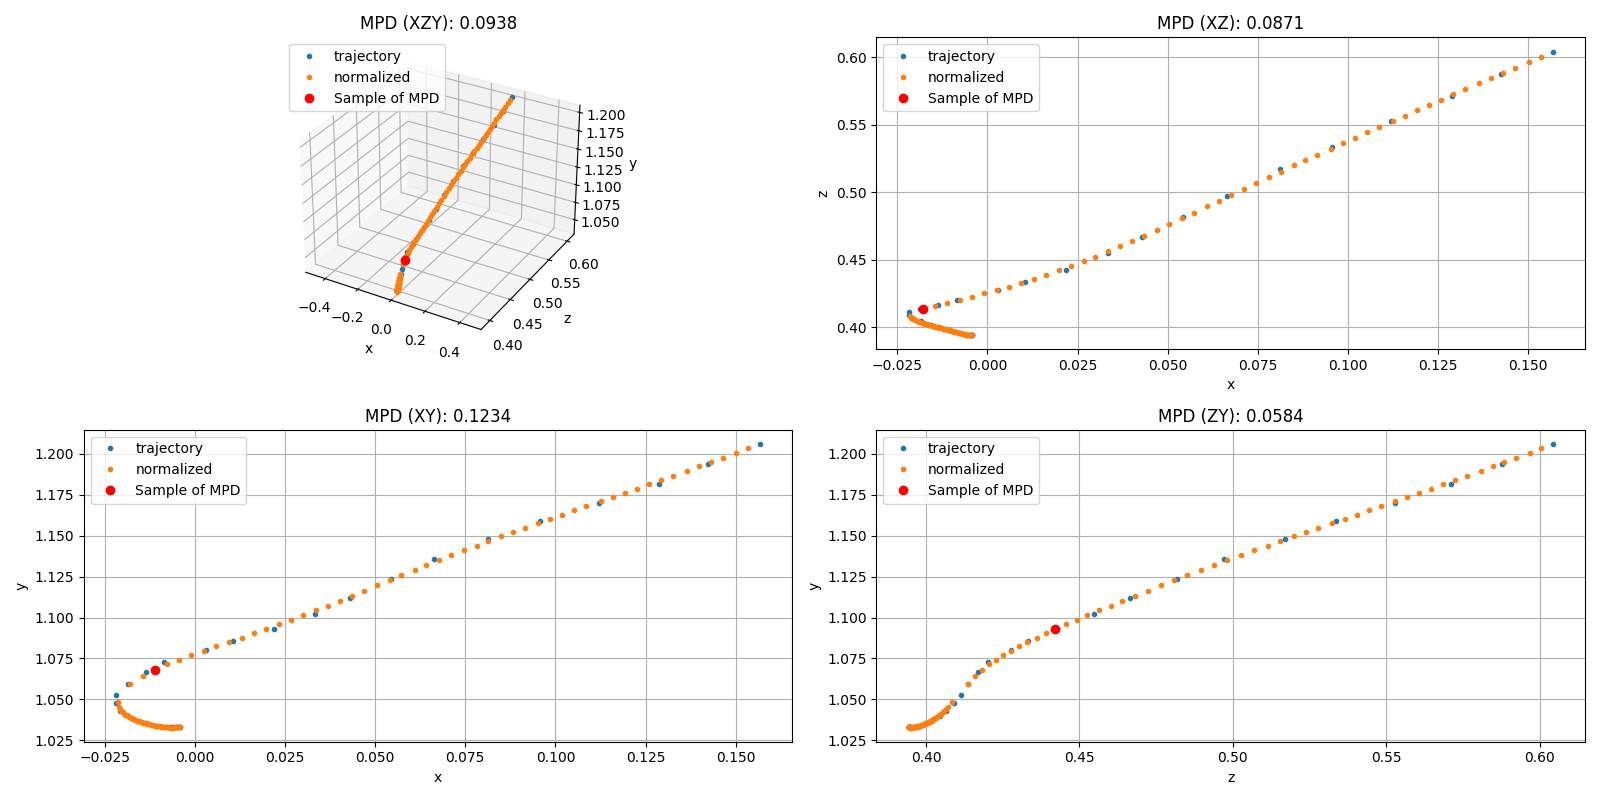 MPD (XZY): 0.0938
trajectory
normalized
Sample of MPD
1.200
1.175
1.150
1.125
1.100
1.075
1.050
y
0.60
0.55
0.50
0.45
0.40
z
−0.4
−0.2
0.0
0.2
0.4
x
MPD (XZ): 0.0871
trajectory
normalized
Sample of MPD
0.60
0.55
0.50
0.45
0.40
z
−0.025
0.000
0.025
0.050
0.075
0.100
0.125
0.150
x
MPD (XY): 0.1234
trajectory
normalized
Sample of MPD
1.200
1.175
1.150
1.125
1.100
1.075
1.050
1.025
y
−0.025
0.000
0.025
0.050
0.075
0.100
0.125
0.150
x
MPD (ZY): 0.0584
trajectory
normalized
Sample of MPD
1.200
1.175
1.150
1.125
1.100
1.075
1.050
1.025
y
0.40
0.45
0.50
0.55
0.60
z